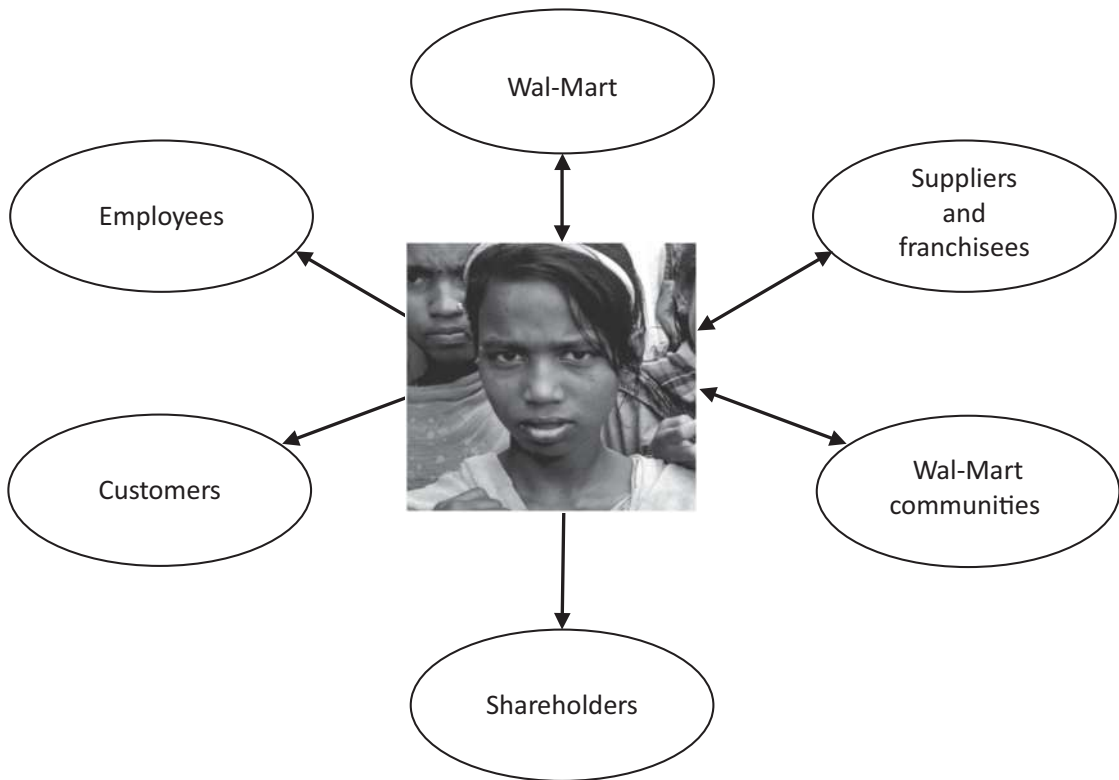 Wal-Mart
Suppliers
and
franchisees
Employees
Wal-Mart
communities
Customers
Shareholders